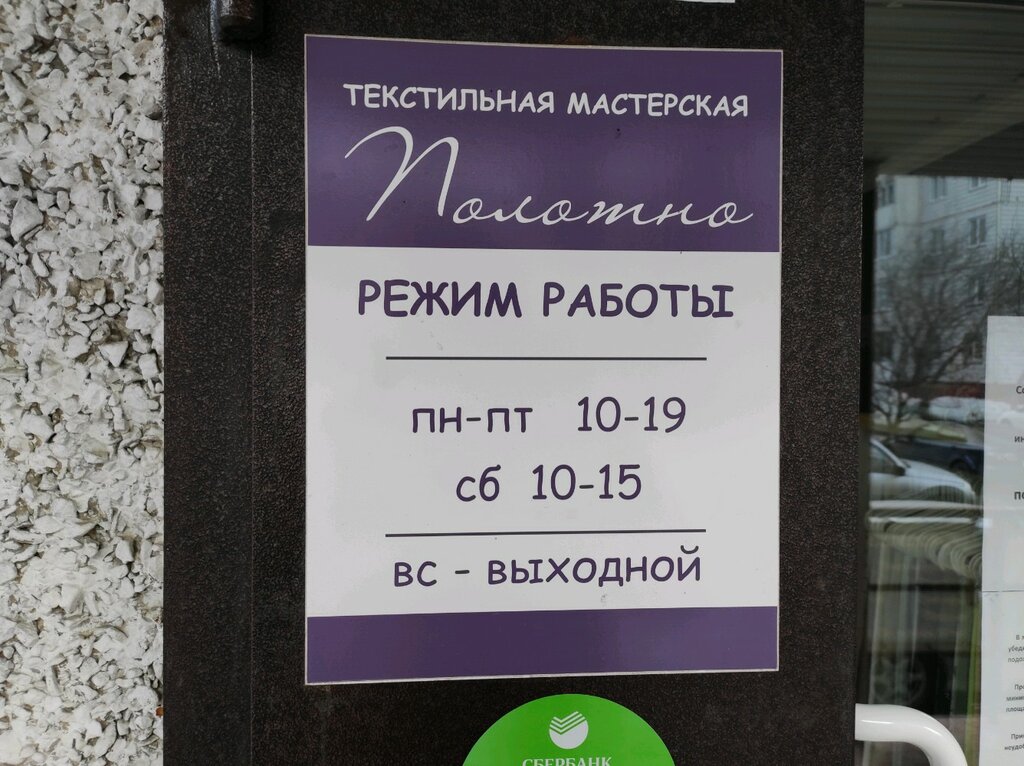 ТЕКСТИЛЬНАЯ МАСТЕРСКАЯ
Полотно
РЕЖИМ РАБОТЫ
пн-пт 10-19
сб 10-15
вс - выходной
СБЕРБАНК